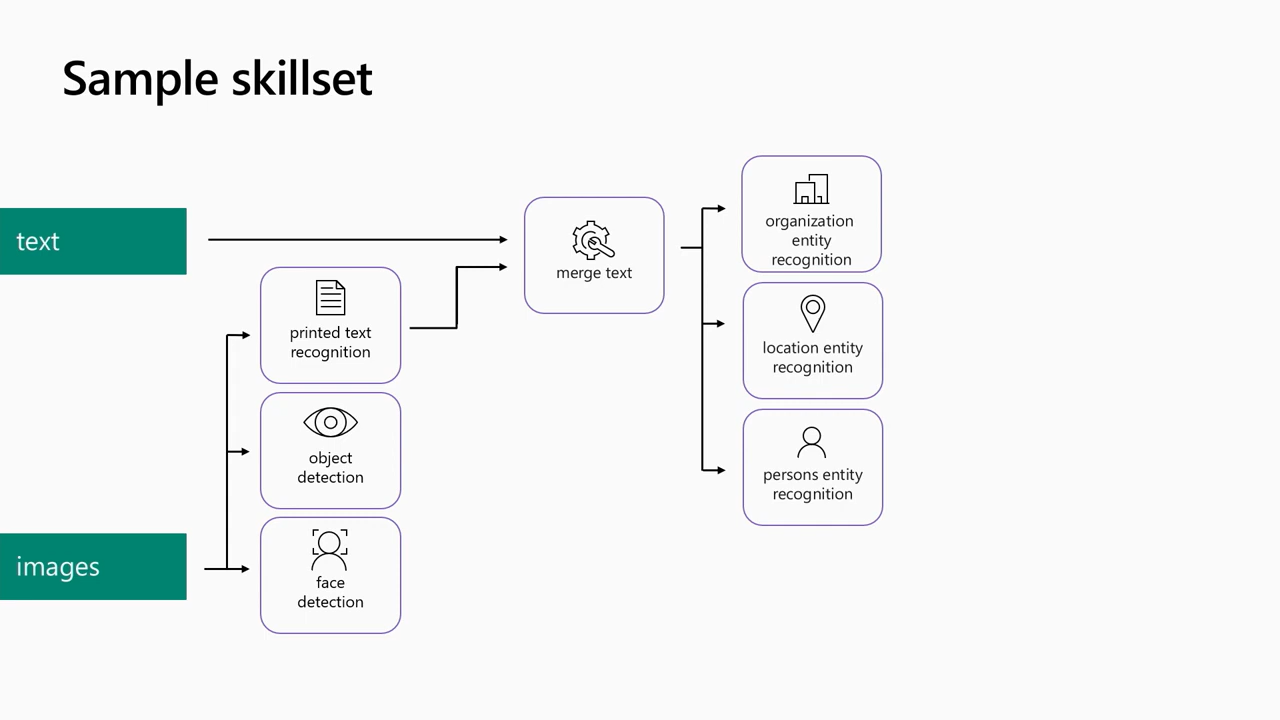 Sample skillset
text
images
printed text
recognition
object
detection
face
detection
merge text
organization
entity
recognition
location entity
recognition
persons entity
recognition